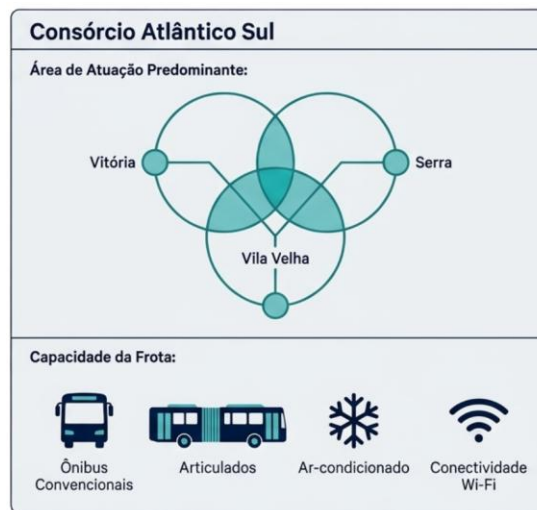 Consórcio Atlântico Sul
Área de Atuação Predominante:
Vitória
Serra
Vila Velha
Capacidade da Frota:
Ônibus
Convencionais
Articulados
Ar-condicionado
Conectividade
Wi-Fi